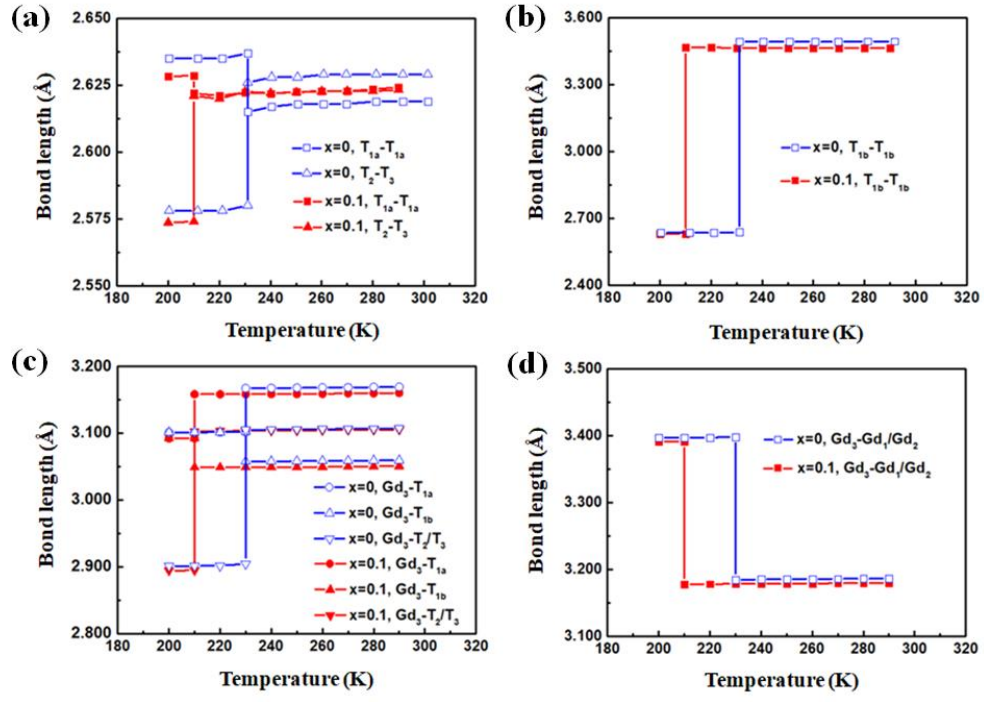 (a)
2.650
2.625
2.600
2.575
2.550
Bond length (Å)
x=0, T1a-T1a
x=0, T2-T3
x=0.1, T1a-T1a
x=0.1, T2-T3
180 200 220 240 260 280 300 320
Temperature (K)
(b)
3.600
3.300
3.000
2.700
2.400
Bond length (Å)
x=0, T1b-T1b
x=0.1, T1b-T1b
180 200 220 240 260 280 300 320
Temperature (K)
(c)
3.200
3.100
3.000
2.900
2.800
Bond length (Å)
x=0, Gd3-T1a
x=0, Gd3-T1b
x=0, Gd3-T2/T3
x=0.1, Gd3-T1a
x=0.1, Gd3-T1b
x=0.1, Gd3-T2/T3
180 200 220 240 260 280 300 320
Temperature (K)
(d)
3.500
3.400
3.300
3.200
3.100
Bond length (Å)
x=0, Gd3-Gd1/Gd2
x=0.1, Gd3-Gd1/Gd2
180 200 220 240 260 280 300 320
Temperature (K)